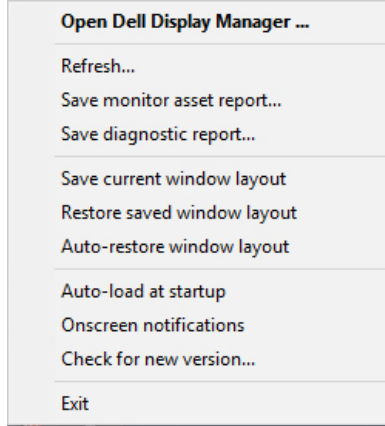 Open Dell Display Manager ...
Refresh...
Save monitor asset report...
Save diagnostic report...
Save current window layout
Restore saved window layout
Auto-restore window layout
Auto-load at startup
Onscreen notifications
Check for new version...
Exit